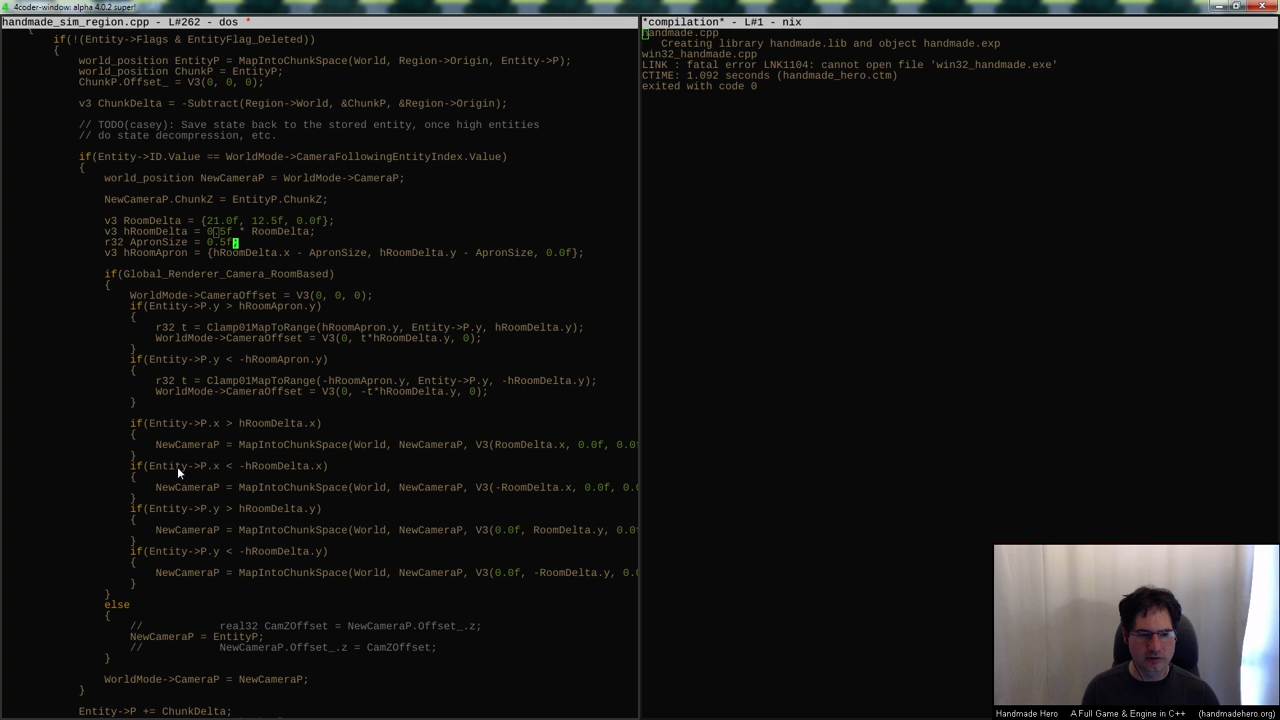 4coder-window: alpha 4.0.2 super!
handmade_sim_region.cpp - L#262 - dos *
{
if(!(Entity->Flags & EntityFlag_Deleted))
{
world_position EntityP = MapIntoChunkSpace(World, Region->Origin, Entity->P);
world_position ChunkP = EntityP;
ChunkP.Offset_ = V3(0, 0, 0);
v3 ChunkDelta = -Subtract(Region->World, &ChunkP, &Region->Origin);
// TODO(casey): Save state back to the stored entity, once high entities
// do state decompression, etc.
if(Entity->ID.Value == WorldMode->CameraFollowingEntityIndex.Value)
{
world_position NewCameraP = WorldMode->CameraP;
NewCameraP.ChunkZ = EntityP.ChunkZ;
v3 RoomDelta = {21.0f, 12.5f, 0.0f};
v3 hRoomDelta = 0.5f * RoomDelta;
r32 ApronSize = 0.5f;
v3 hRoomApron = {hRoomDelta.x - ApronSize, hRoomDelta.y - ApronSize, 0.0f};
if(Global_Renderer_Camera_RoomBased)
{
WorldMode->CameraOffset = V3(0, 0, 0);
if(Entity->P.y > hRoomApron.y)
{
r32 t = Clamp01MapToRange(hRoomApron.y, Entity->P.y, hRoomDelta.y);
WorldMode->CameraOffset = V3(0, t*hRoomDelta.y, 0);
}
if(Entity->P.y < -hRoomApron.y)
{
r32 t = Clamp01MapToRange(-hRoomApron.y, Entity->P.y, -hRoomDelta.y);
WorldMode->CameraOffset = V3(0, -t*hRoomDelta.y, 0);
}
if(Entity->P.x > hRoomDelta.x)
{
NewCameraP = MapIntoChunkSpace(World, NewCameraP, V3(RoomDelta.x, 0.0f, 0.0f
}
if(Entity->P.x < -hRoomDelta.x)
{
NewCameraP = MapIntoChunkSpace(World, NewCameraP, V3(-RoomDelta.x, 0.0f, 0.0
}
if(Entity->P.y > hRoomDelta.y)
{
NewCameraP = MapIntoChunkSpace(World, NewCameraP, V3(0.0f, RoomDelta.y, 0.0f
}
if(Entity->P.y < -hRoomDelta.y)
{
NewCameraP = MapIntoChunkSpace(World, NewCameraP, V3(0.0f, -RoomDelta.y, 0.0
}
}
else
{
// real32 CamZOffset = NewCameraP.Offset_.z;
NewCameraP = EntityP;
// NewCameraP.Offset_.z = CamZOffset;
}
WorldMode->CameraP = NewCameraP;
}
Entity->P += ChunkDelta;
*compilation* - L#1 - nix
handmade.cpp
Creating library handmade.lib and object handmade.exp
win32_handmade.cpp
LINK : fatal error LNK1104: cannot open file 'win32_handmade.exe'
CTIME: 1.092 seconds (handmade_hero.ctm)
exited with code 0
Handmade Hero A Full Game & Engine in C++ (handmadehero.org)